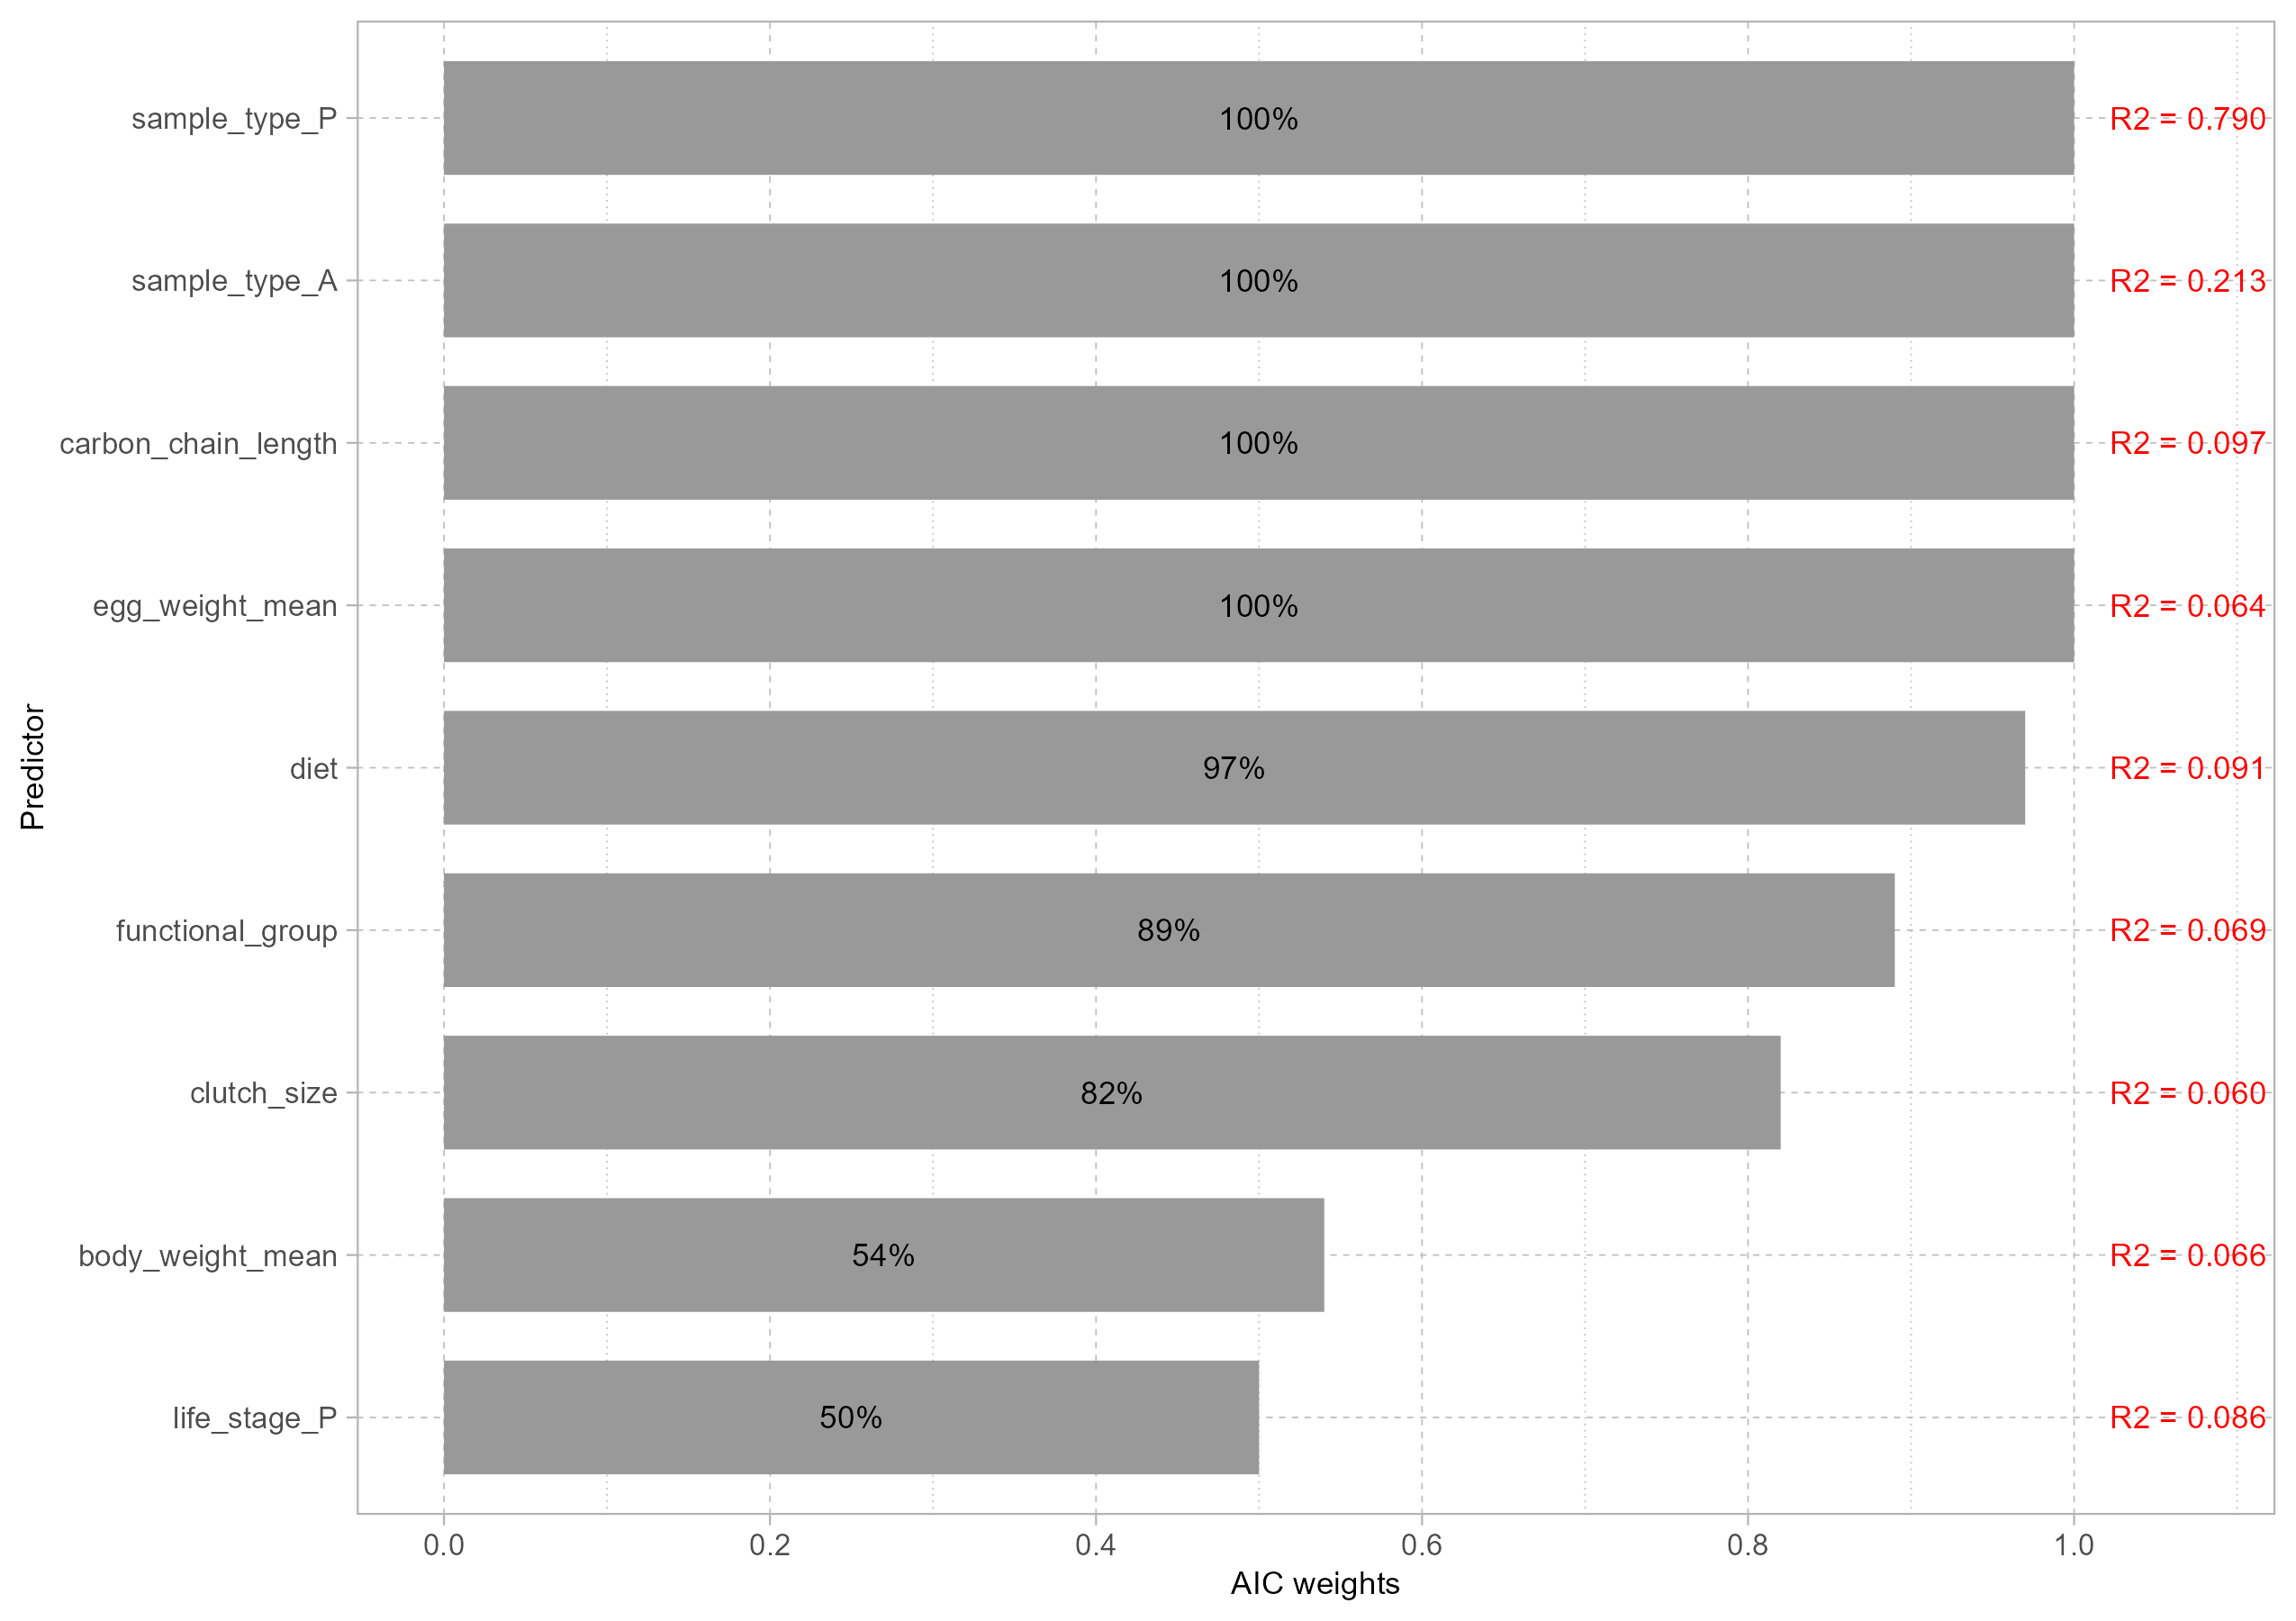 sample_type_P 100% R2 = 0.790
sample_type_A 100% R2 = 0.213
carbon_chain_length 100% R2 = 0.097
egg_weight_mean 100% R2 = 0.064
diet 97% R2 = 0.091
functional_group 89% R2 = 0.069
clutch_size 82% R2 = 0.060
body_weight_mean 54% R2 = 0.066
life_stage_P 50% R2 = 0.086
Predictor
0.0 0.2 0.4 0.6 0.8 1.0
AIC weights